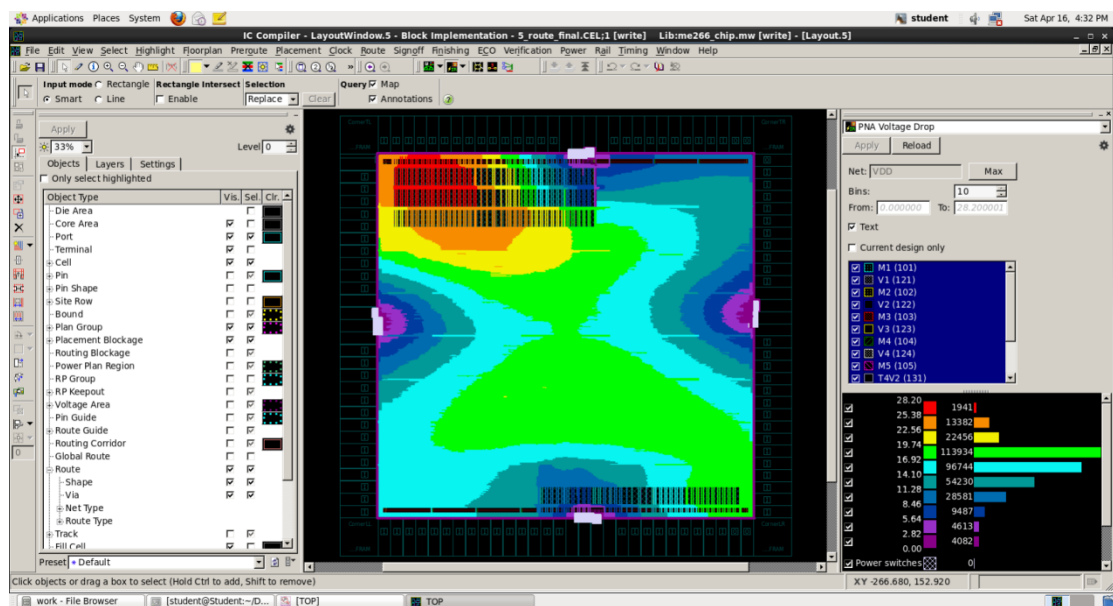 Applications Places System student Sat Apr 16, 4:32 PM
IC Compiler - LayoutWindow.5 - Block Implementation - 5_route_final.CEL;1 [write] Lib:me266_chip.mw [write] - [Layout.5]
File Edit View Select Highlight Floorplan Preroute Placement Clock Route Signoff Finishing ECO Verification Power Rail Timing Window Help
Input mode Rectangle Rectangle Intersect Selection Query Map
Smart Line Enable Replace Clear Annotations
Apply
33% Level 0
Objects Layers Settings
Only select highlighted
Object Type Vis. Sel. Clr.
Die Area
Core Area
Port
Terminal
Cell
Pin
Pin Shape
Site Row
Bound
Plan Group
Placement Blockage
Routing Blockage
Power Plan Region
RP Group
RP Keepout
Voltage Area
Pin Guide
Route Guide
Routing Corridor
Global Route
Route
Shape
Via
Net Type
Route Type
Track
Fill Cell
Preset Default
PNA Voltage Drop
Apply Reload
Net: VDD Max
Bins: 10
From: 0.000000 To: 28.200001
Text
Current design only
M1 (101)
V1 (121)
M2 (102)
V2 (122)
M3 (103)
V3 (123)
M4 (104)
V4 (124)
M5 (105)
T4V2 (131)
28.20
1941
25.38
13382
22.56
22456
19.74
113934
16.92
96744
14.10
54230
11.28
28581
8.46
9487
5.64
4613
2.82
4082
0.00
Power switches 0
Click objects or drag a box to select (Hold Ctrl to add, Shift to remove) XY -266.680, 152.920
work - File Browser [student@Student:~/D... [TOP] TOP